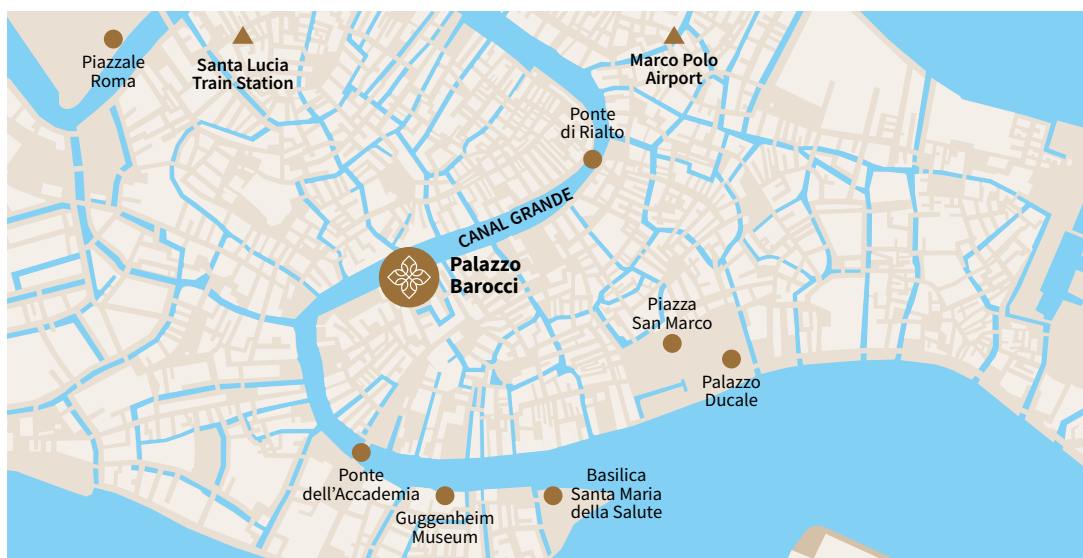 Piazzale
Roma
Santa Lucia
Train Station
Marco Polo
Airport
Ponte
di Rialto
CANAL GRANDE
Palazzo
Barocci
Piazza
San Marco
Palazzo
Ducale
Ponte
dell’Accademia
Guggenheim
Museum
Basilica
Santa Maria
della Salute